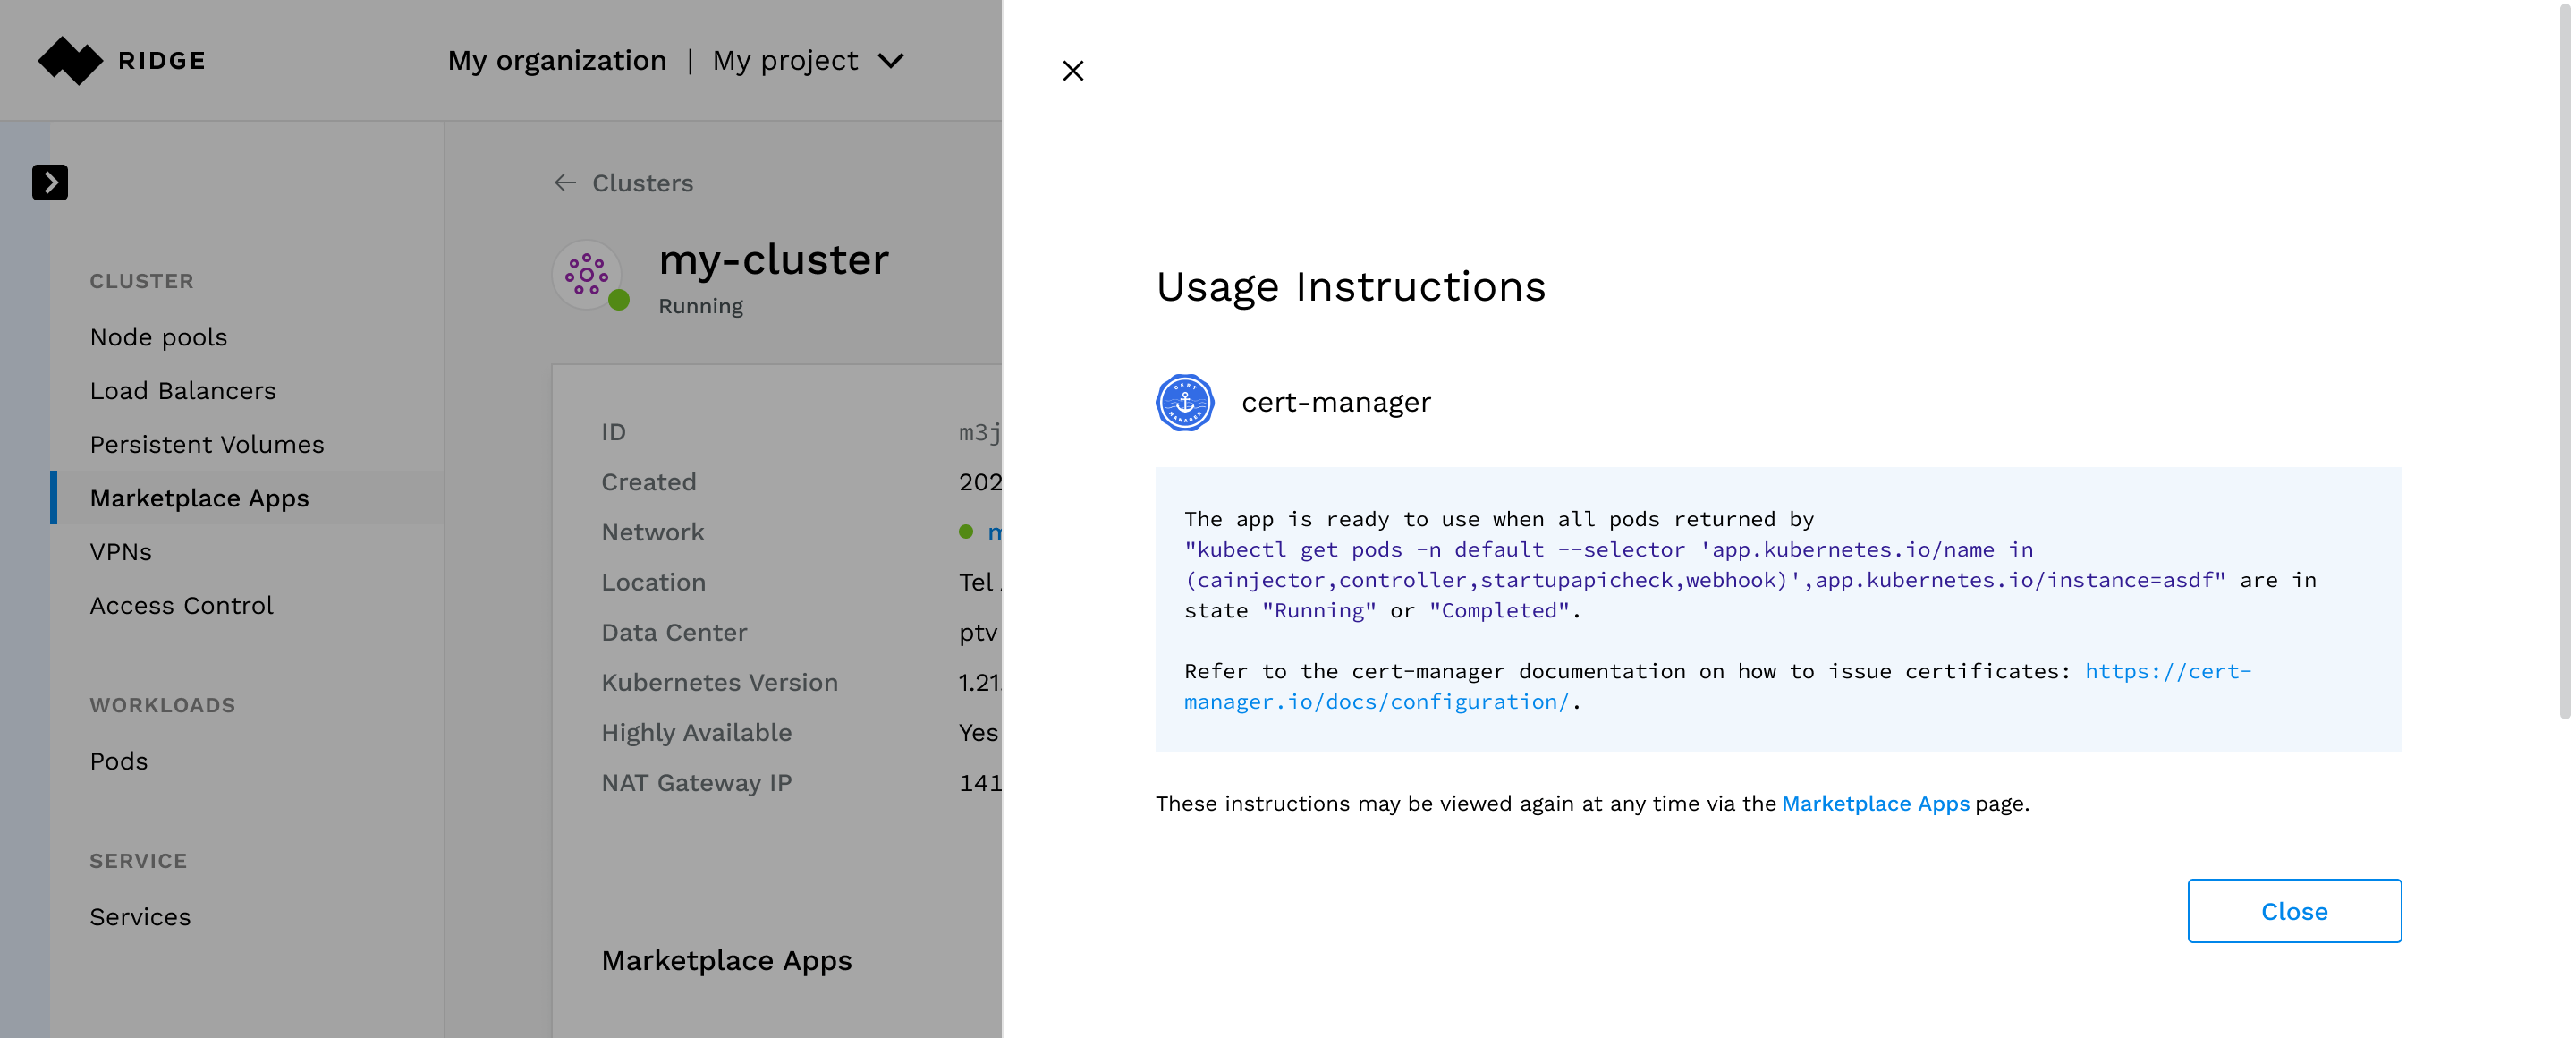 RIDGE
My organization | My project
Clusters
my-cluster
Running
CLUSTER
Node pools
Load Balancers
Persistent Volumes
Marketplace Apps
VPNs
Access Control
WORKLOADS
Pods
SERVICE
Services
ID m3j
Created 202
Network m
Location Tel
Data Center ptv
Kubernetes Version 1.21.
Highly Available Yes
NAT Gateway IP 141
Marketplace Apps
Usage Instructions
CERT
MANAGER
cert-manager
The app is ready to use when all pods returned by
"kubectl get pods -n default --selector 'app.kubernetes.io/name in
(cainjector,controller,startupapicheck,webhook)',app.kubernetes.io/instance=asdf" are in
state "Running" or "Completed".
Refer to the cert-manager documentation on how to issue certificates: https://cert-
manager.io/docs/configuration/.
These instructions may be viewed again at any time via the Marketplace Apps page.
Close